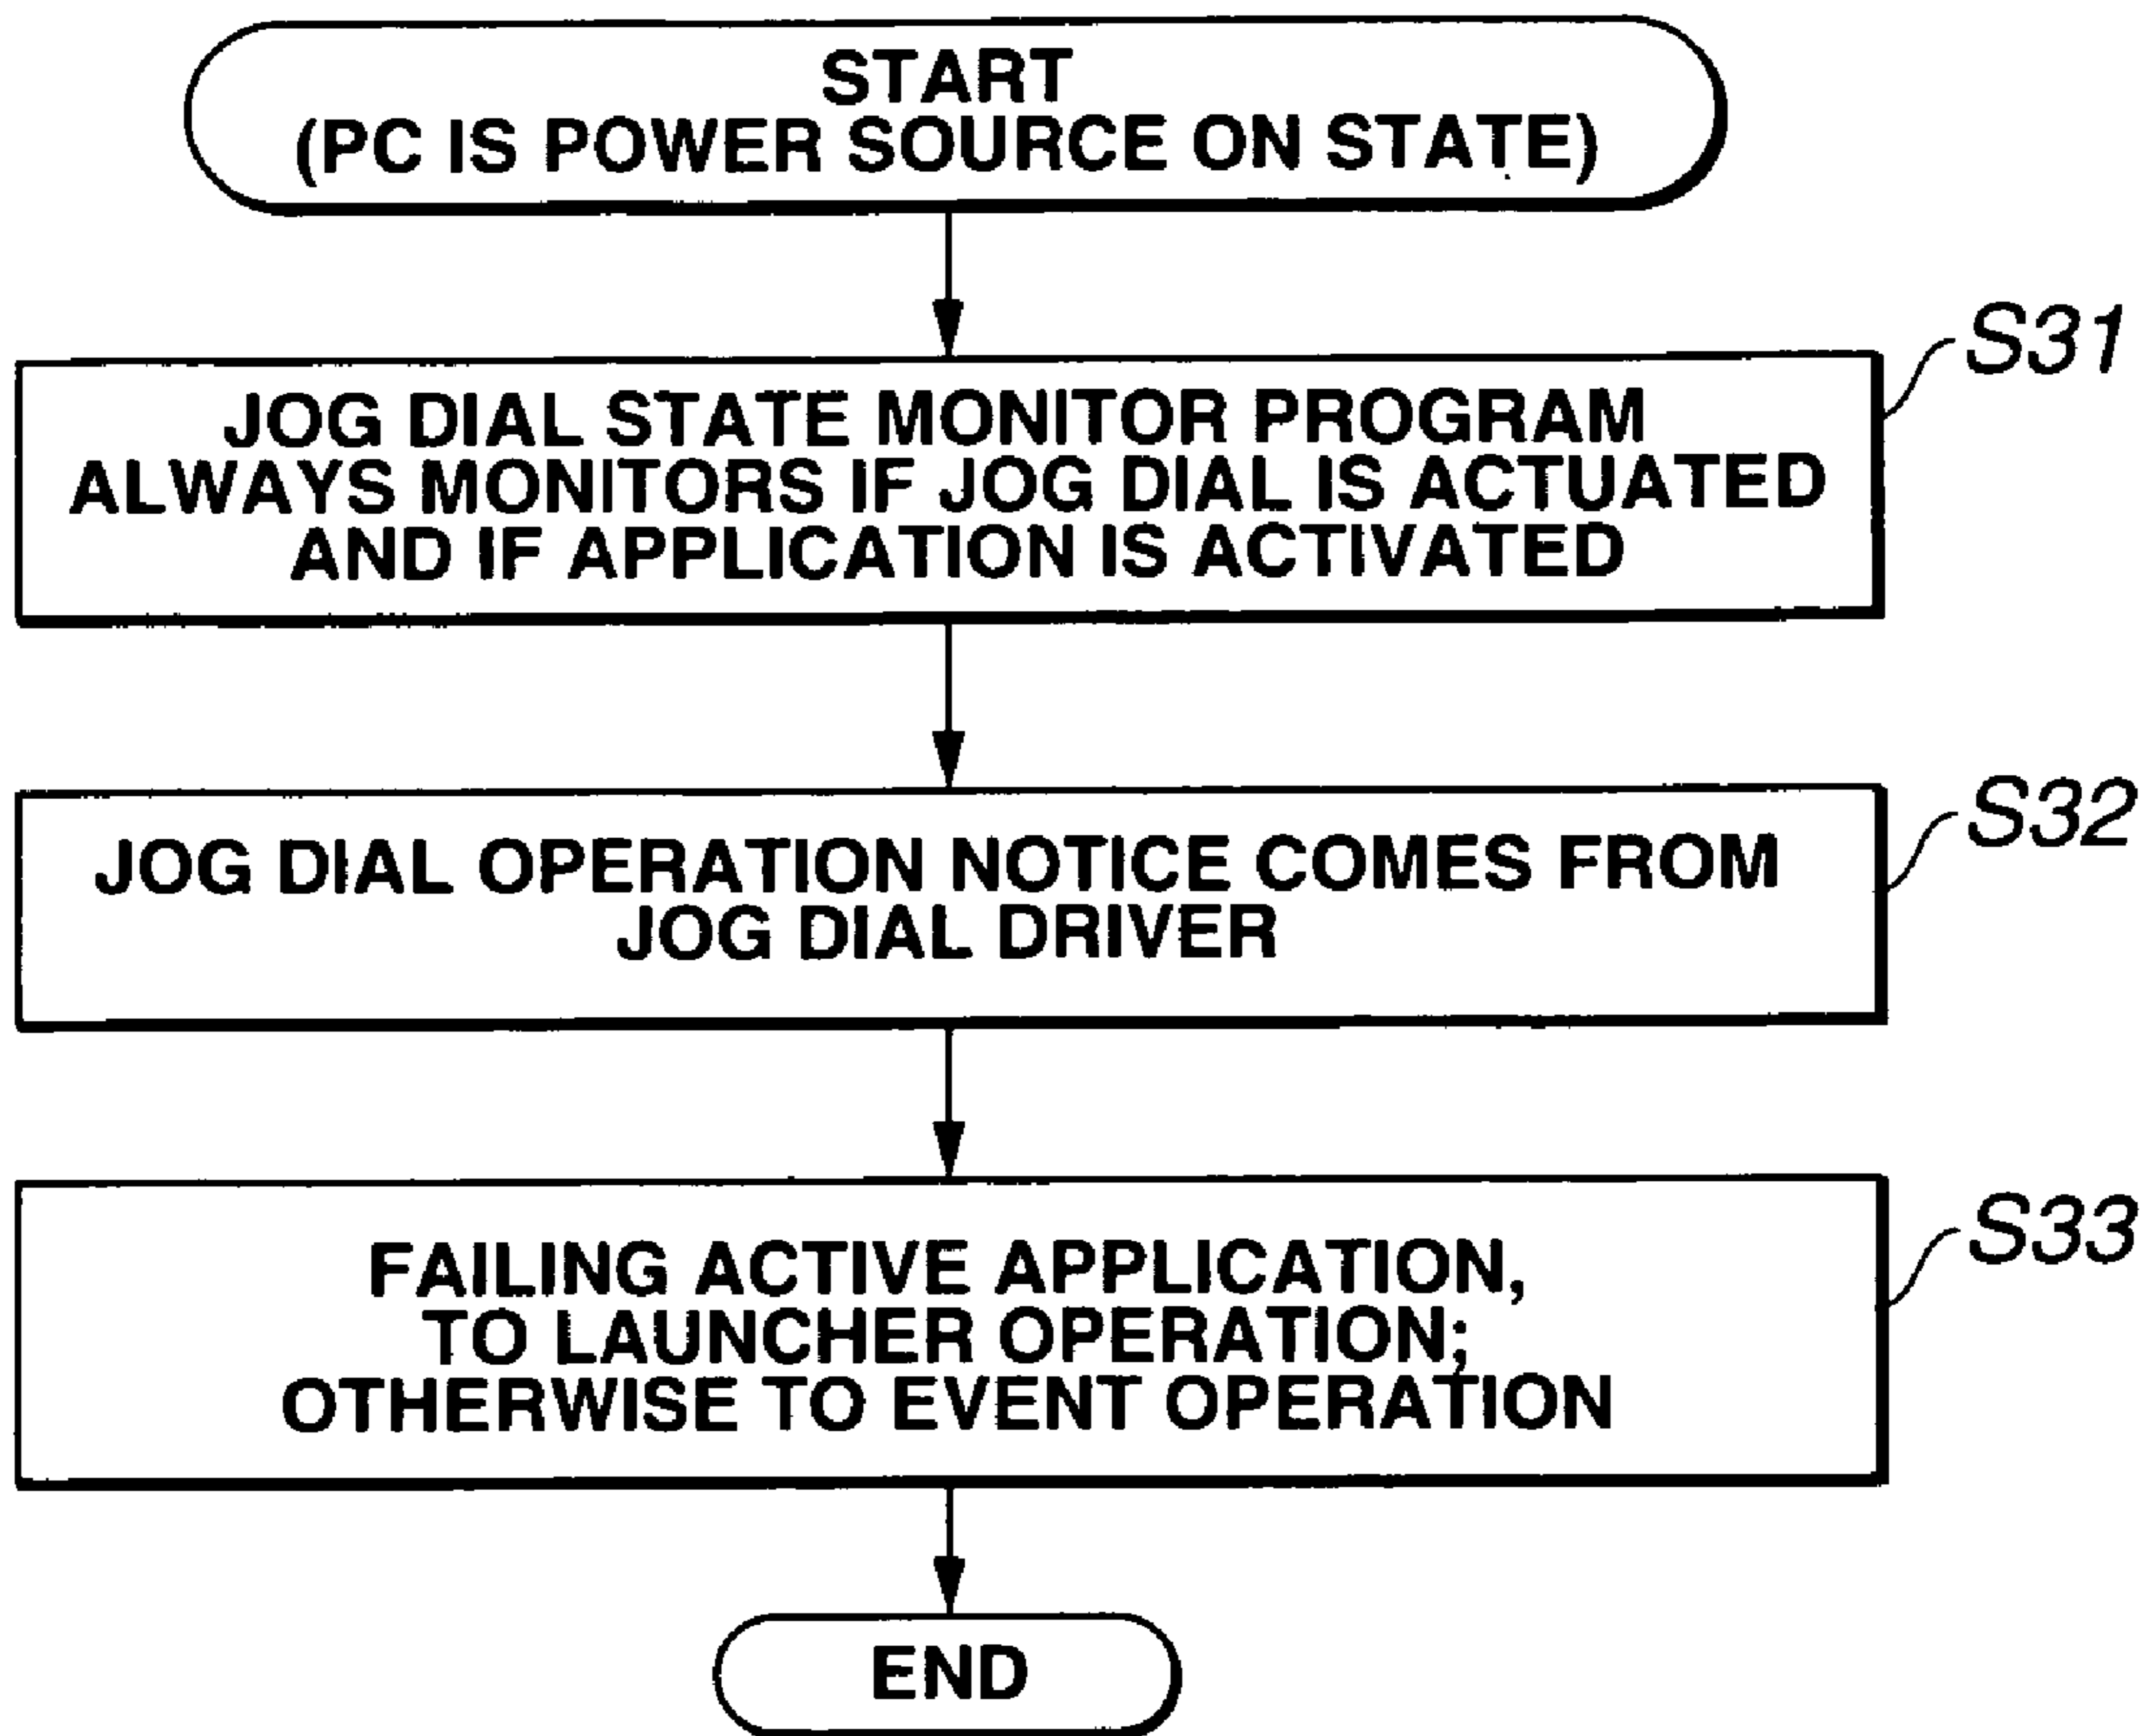 START
(PC IS POWER SOURCE ON STATE)
S31
JOG DIAL STATE MONITOR PROGRAM
ALWAYS MONITORS IF JOG DIAL IS ACTUATED
AND IF APPLICATION IS ACTIVATED
S32
JOG DIAL OPERATION NOTICE COMES FROM
JOG DIAL DRIVER
S33
FAILING ACTIVE APPLICATION,
TO LAUNCHER OPERATION;
OTHERWISE TO EVENT OPERATION
END